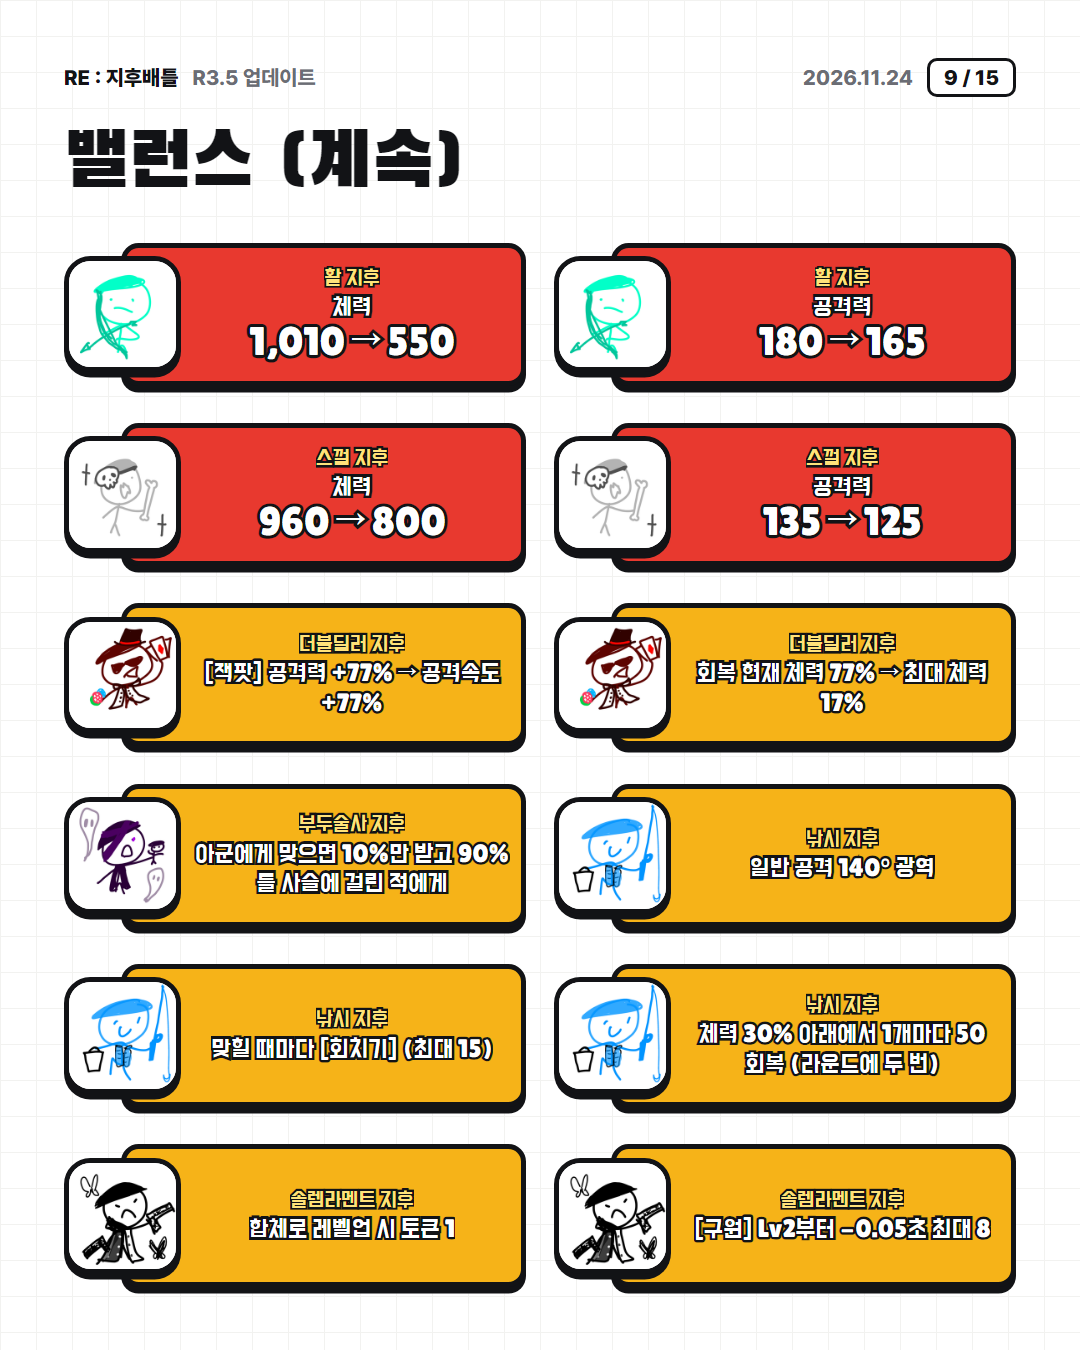 RE : 지후배틀 R3.5 업데이트
2026.11.24 9 / 15
밸런스 (계속)
활 지후
체력
1,010 → 550
활 지후
공격력
180 → 165
스컬 지후
체력
960 → 800
스컬 지후
공격력
135 → 125
더블딜러 지후
[잭팟] 공격력 +77% → 공격속도
+77%
더블딜러 지후
회복 현재 체력 77% → 최대 체력
17%
부두술사 지후
아군에게 맞으면 10%만 받고 90%
를 사슬에 걸린 적에게
낚시 지후
일반 공격 140° 광역
낚시 지후
맞힐 때마다 [회치기] (최대 15)
낚시 지후
체력 30% 아래에서 1개마다 50
회복 (라운드에 두 번)
솔렘라멘트 지후
합체로 레벨업 시 토큰 1
솔렘라멘트 지후
[구원] Lv2부터 −0.05초 최대 8